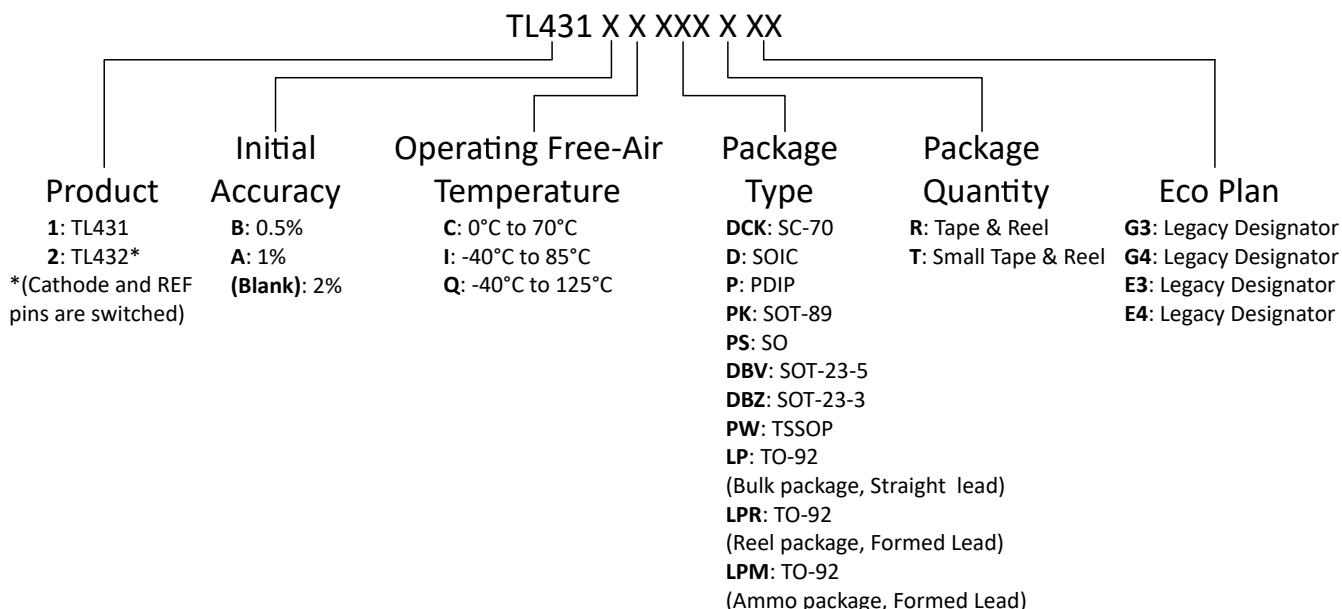 TL431 X X XXX X XX
Product
1: TL431
2: TL432*
*(Cathode and REF
pins are switched)
Initial
Accuracy
B: 0.5%
A: 1%
(Blank): 2%
Operating Free-Air
Temperature
C: 0°C to 70°C
I: -40°C to 85°C
Q: -40°C to 125°C
Package
Type
DCK: SC-70
D: SOIC
P: PDIP
PK: SOT-89
PS: SO
DBV: SOT-23-5
DBZ: SOT-23-3
PW: TSSOP
LP: TO-92
(Bulk package, Straight lead)
LPR: TO-92
(Reel package, Formed Lead)
LPM: TO-92
(Ammo package, Formed Lead)
Package
Quantity
R: Tape & Reel
T: Small Tape & Reel
Eco Plan
G3: Legacy Designator
G4: Legacy Designator
E3: Legacy Designator
E4: Legacy Designator